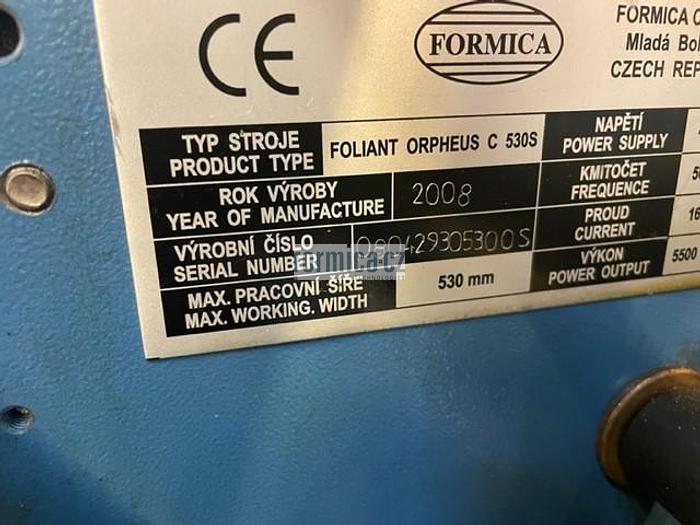 CE
FORMICA
FORMICA
Mladá
CZECH REP
TYP STROJE
PRODUCT TYPE
FOLIANT ORPHEUS C 530S
NAPĚTÍ
POWER SUPPLY
ROK VÝROBY
YEAR OF MANUFACTURE
2008
KMITOČET
FREQUENCE
VÝROBNÍ ČÍSLO
SERIAL NUMBER
formica.cz
PROUD
CURRENT
16
MAX. PRACOVNÍ ŠÍŘE
MAX. WORKING. WIDTH
530 mm
VÝKON
POWER OUTPUT
5500